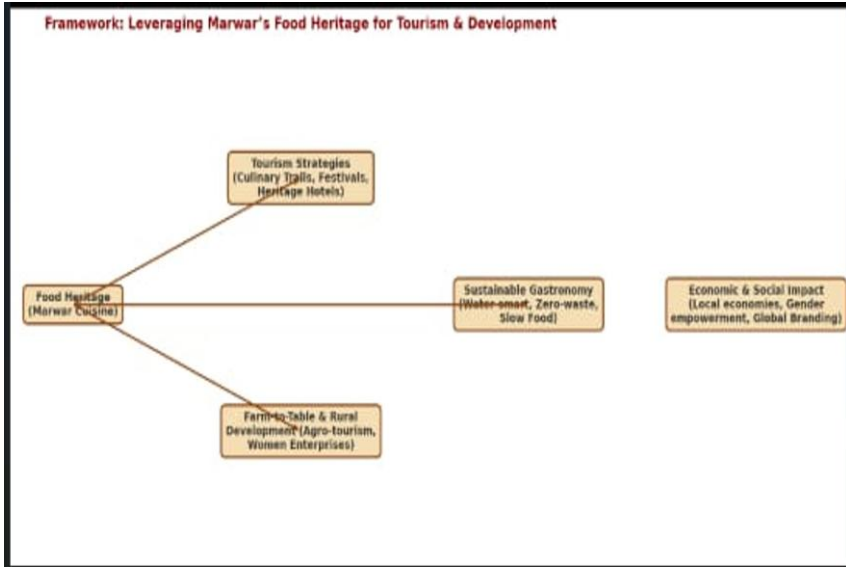 Framework: Leveraging Marwar's Food Heritage for Tourism & Development
Tourism Strategies
(Culinary Trails, Festivals,
Heritage Hotels)
Food Heritage
(Marwar Cuisine)
Sustainable Gastronomy
(Water-smart, Zero-waste,
Slow Food)
Economic & Social Impact
(Local economies, Gender
empowerment, Global Branding)
Farm-to-Table & Rural
Development (Agro-tourism,
Women Enterprises)